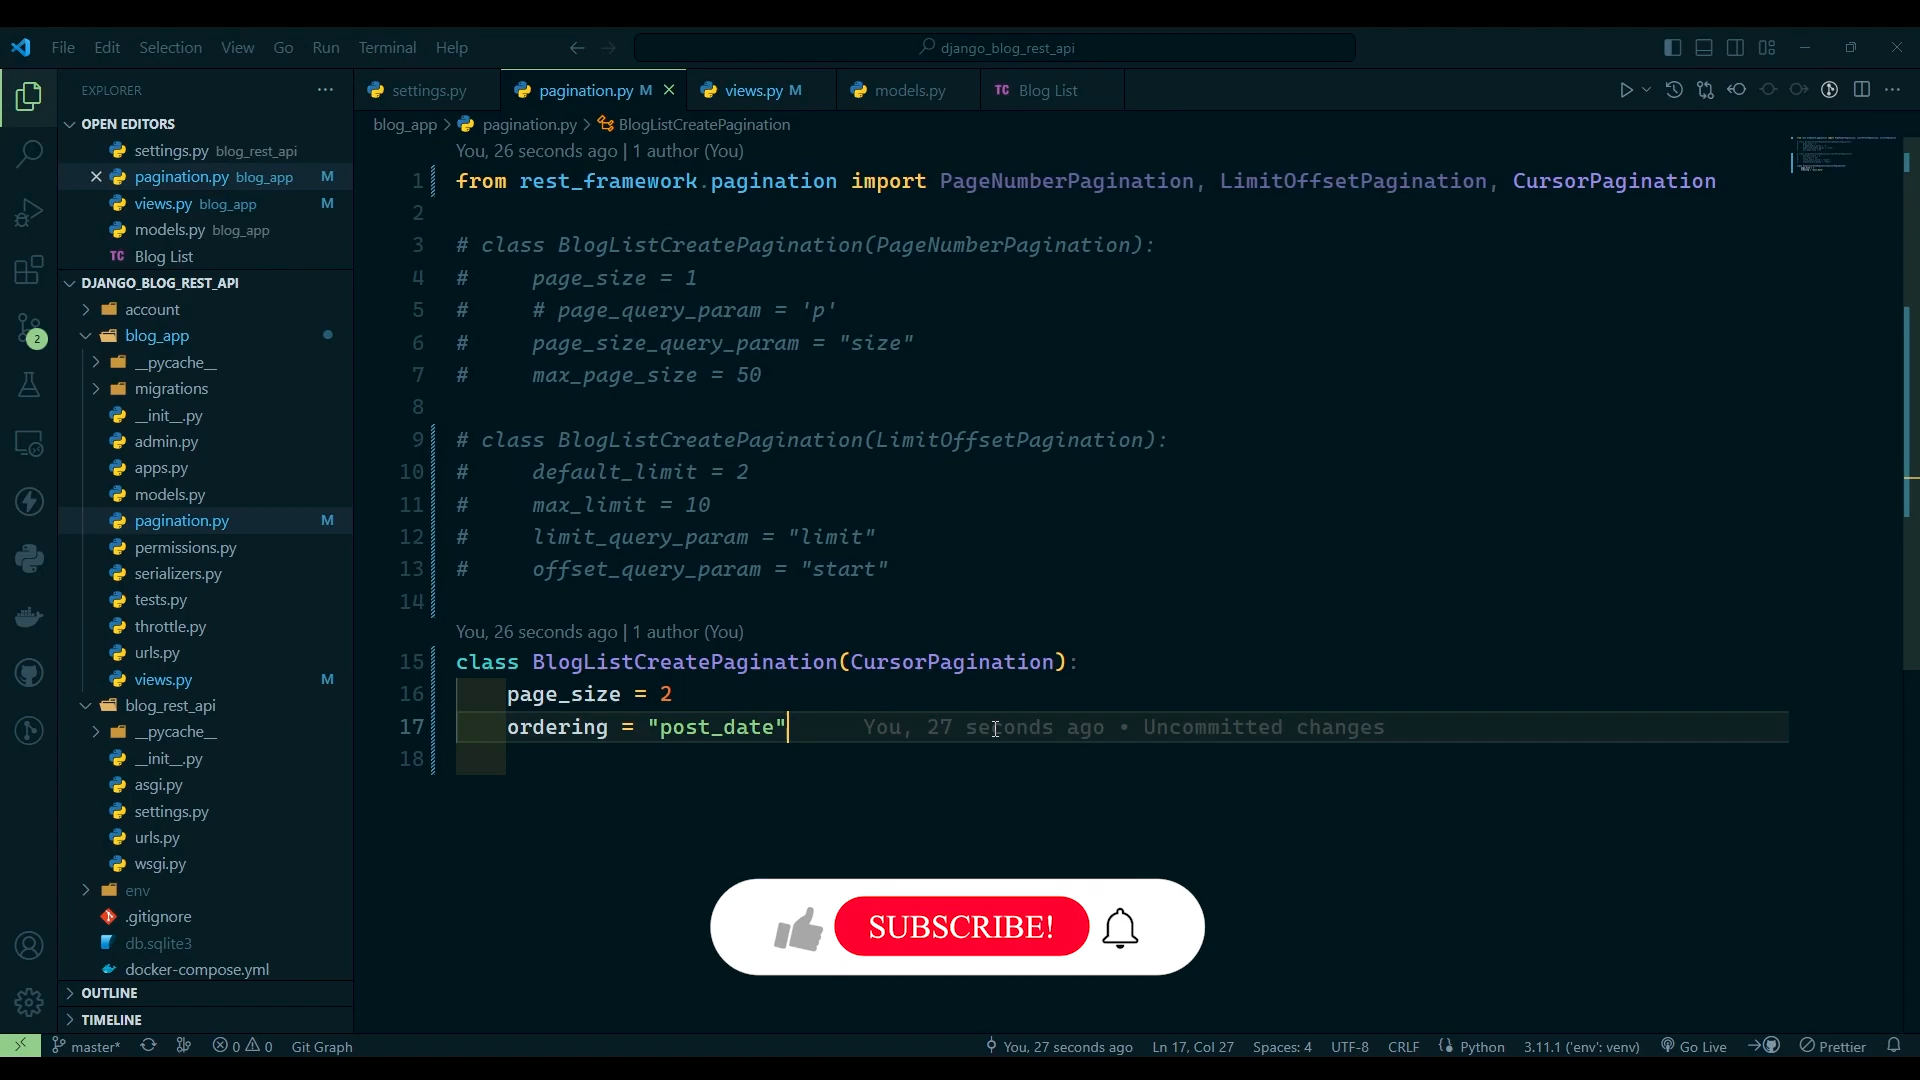 File Edit Selection View Go Run Terminal Help
django_blog_rest_api
EXPLORER
OPEN EDITORS
settings.py blog_rest_api
pagination.py blog_app M
views.py blog_app M
models.py blog_app
TC Blog List
DJANGO_BLOG_REST_API
account
blog_app
__pycache__
migrations
__init__.py
admin.py
apps.py
models.py
pagination.py M
permissions.py
serializers.py
tests.py
throttle.py
urls.py
views.py M
blog_rest_api
__pycache__
__init__.py
asgi.py
settings.py
urls.py
wsgi.py
env
.gitignore
db.sqlite3
docker-compose.yml
OUTLINE
TIMELINE
2
settings.py pagination.py M views.py M models.py TC Blog List
blog_app > pagination.py > BlogListCreatePagination
You, 26 seconds ago | 1 author (You)
1 from rest_framework.pagination import PageNumberPagination, LimitOffsetPagination, CursorPagination
2
3 # class BlogListCreatePagination(PageNumberPagination):
4 #     page_size = 1
5 #     # page_query_param = 'p'
6 #     page_size_query_param = "size"
7 #     max_page_size = 50
8
9 # class BlogListCreatePagination(LimitOffsetPagination):
10 #     default_limit = 2
11 #     max_limit = 10
12 #     limit_query_param = "limit"
13 #     offset_query_param = "start"
14
You, 26 seconds ago | 1 author (You)
15 class BlogListCreatePagination(CursorPagination):
16     page_size = 2
17     ordering = "post_date" You, 27 seconds ago • Uncommitted changes
18
SUBSCRIBE!
master* 0 0 Git Graph You, 27 seconds ago Ln 17, Col 27 Spaces: 4 UTF-8 CRLF Python 3.11.1 ('env': venv) Go Live Prettier